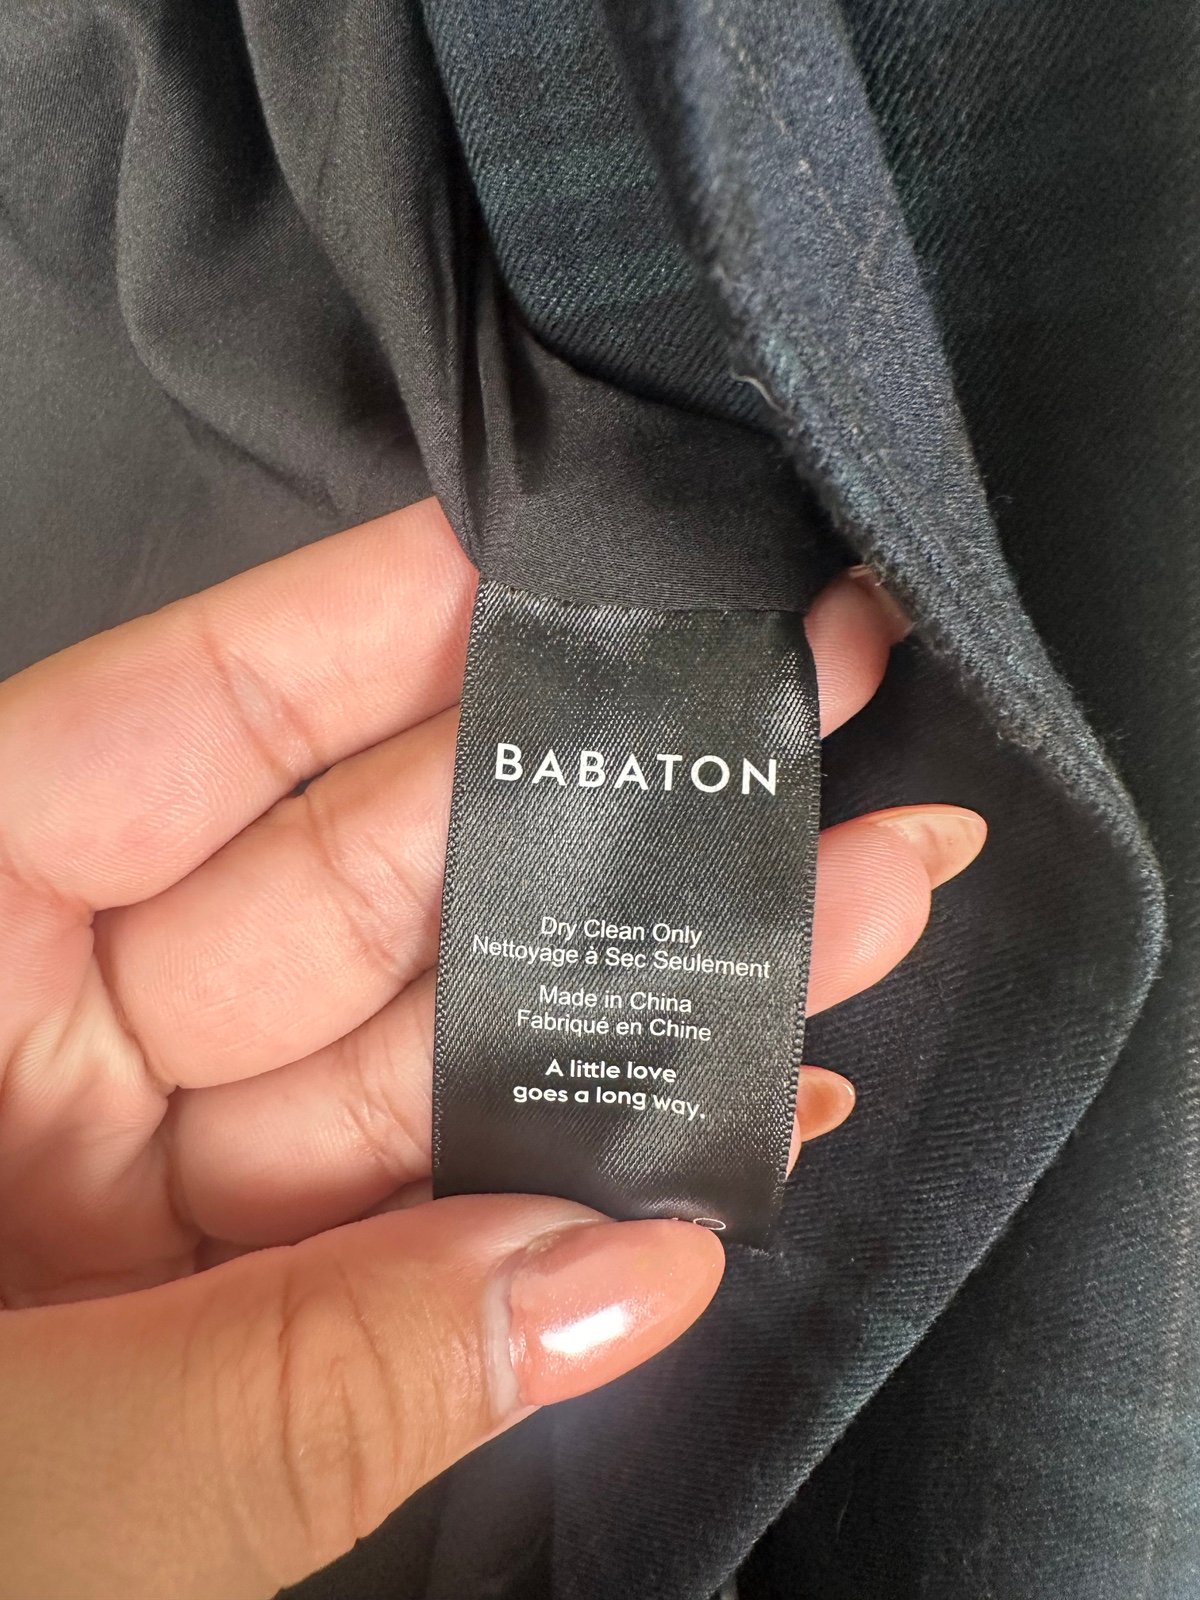 BABATON
Dry Clean Only
Nettoyage à Sec Seulement
Made in China
Fabriqué en Chine
A little love
goes a long way.